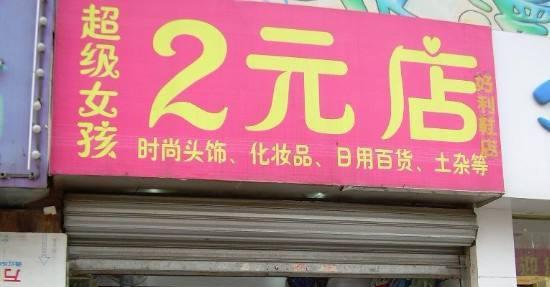 超级女孩
2元店
好利鞋店
时尚头饰、化妆品、日用百货、土杂等
万